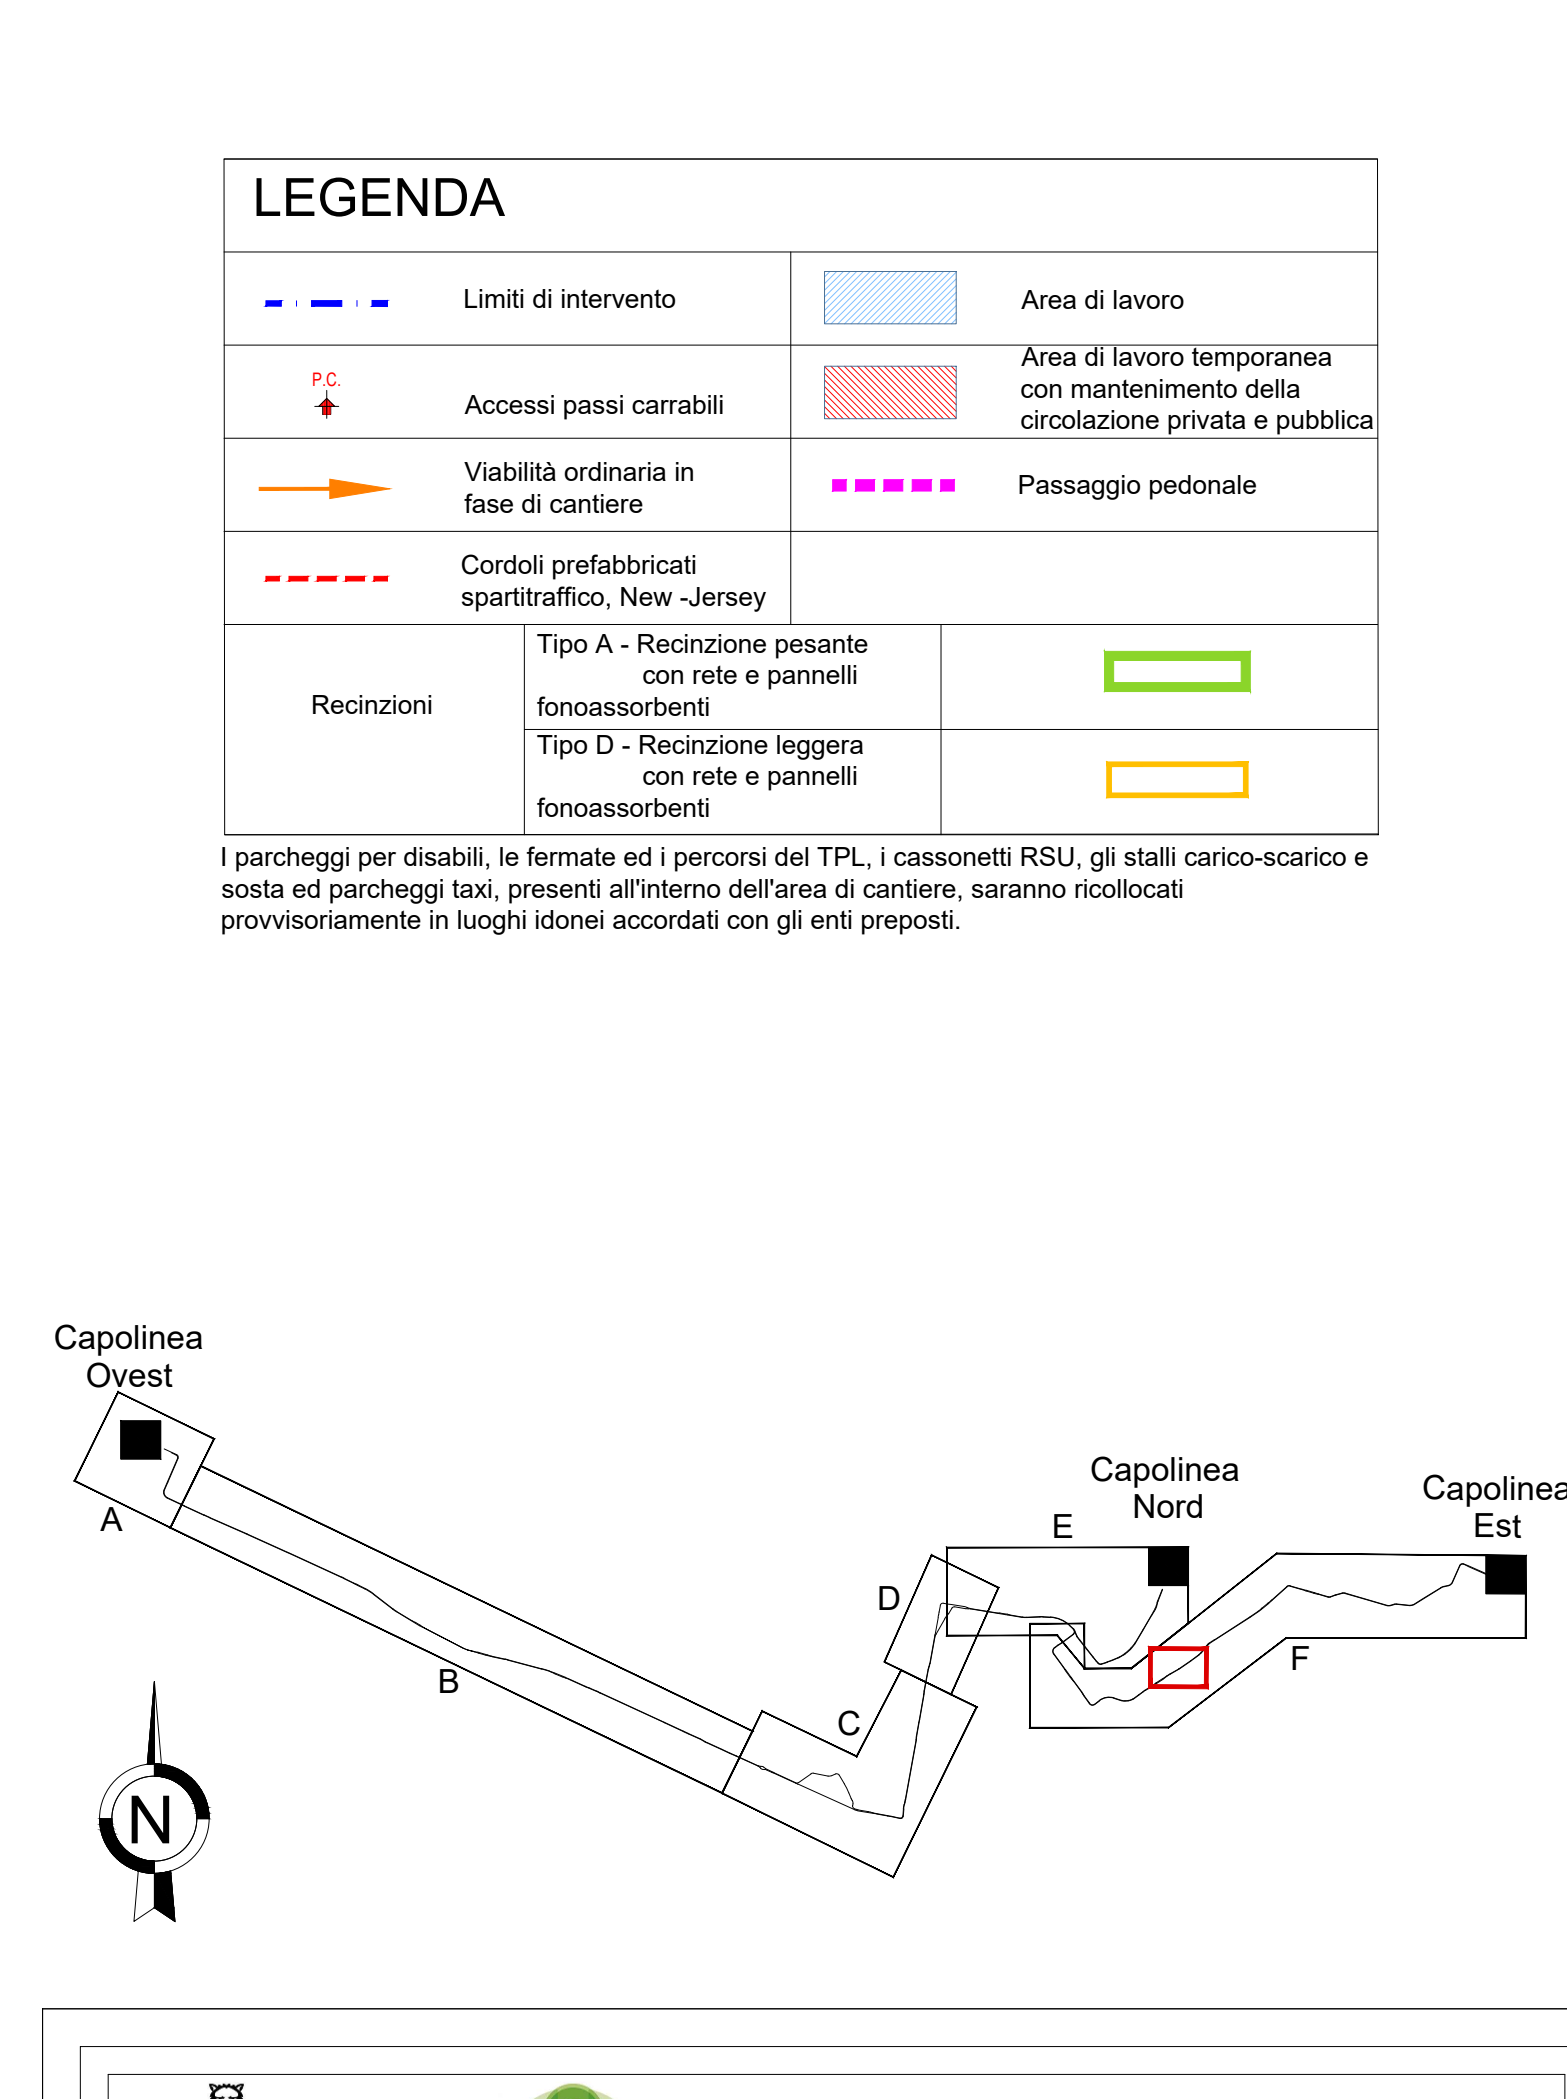 LEGENDA
Limiti di intervento
Area di lavoro
P.C.
Accessi passi carrabili
Area di lavoro temporanea
con mantenimento della
circolazione privata e pubblica
Viabilità ordinaria in
fase di cantiere
Passaggio pedonale
Cordoli prefabbricati
spartitraffico, New -Jersey
Recinzioni
Tipo A - Recinzione pesante
con rete e pannelli
fonoassorbenti
Tipo D - Recinzione leggera
con rete e pannelli
fonoassorbenti
I parcheggi per disabili, le fermate ed i percorsi del TPL, i cassonetti RSU, gli stalli carico-scarico e
sosta ed parcheggi taxi, presenti all'interno dell'area di cantiere, saranno ricollocati
provvisoriamente in luoghi idonei accordati con gli enti preposti.
Capolinea
Ovest
Capolinea
Nord
Capolinea
Est
A
B
C
D
E
F
N